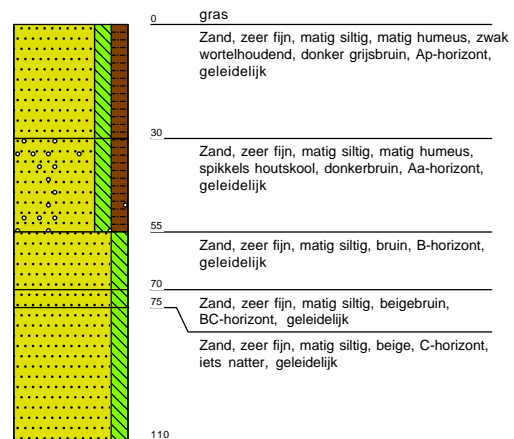 0
gras
Zand, zeer fijn, matig siltig, matig humeus, zwak
wortelhoudend, donker grijsbruin, Ap-horizont,
geleidelijk
30
Zand, zeer fijn, matig siltig, matig humeus,
spikkels houtskool, donkerbruin, Aa-horizont,
geleidelijk
55
Zand, zeer fijn, matig siltig, bruin, B-horizont,
geleidelijk
70
75
Zand, zeer fijn, matig siltig, beigebruin,
BC-horizont, geleidelijk
Zand, zeer fijn, matig siltig, beige, C-horizont,
iets natter, geleidelijk
110